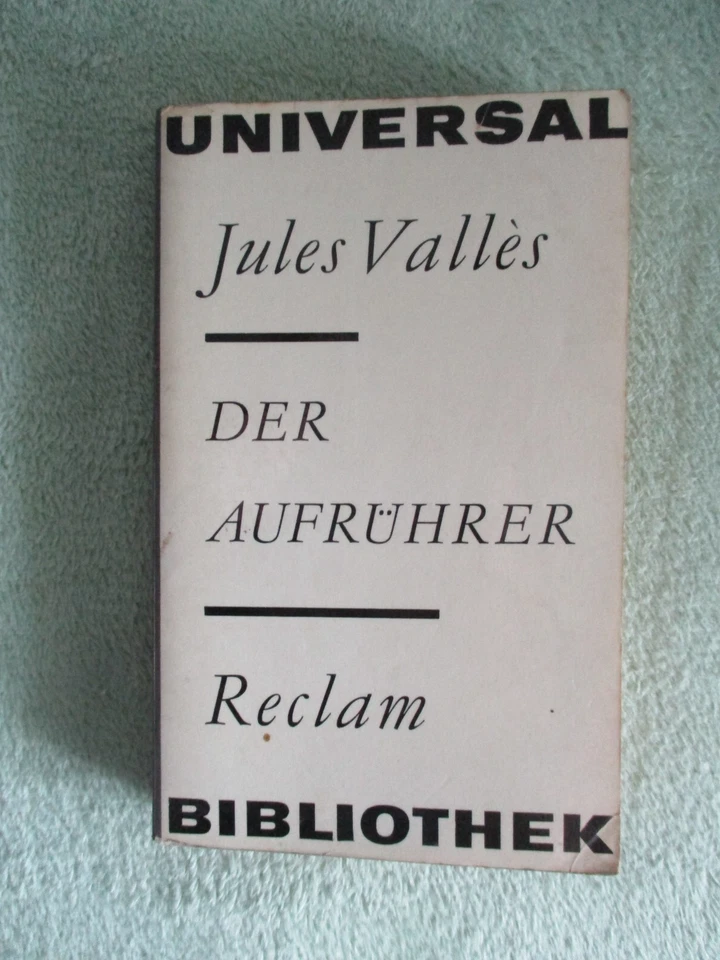 UNIVERSAL
Jules Vallès
DER
AUFRÜHRER
Reclam
BIBLIOTHEK